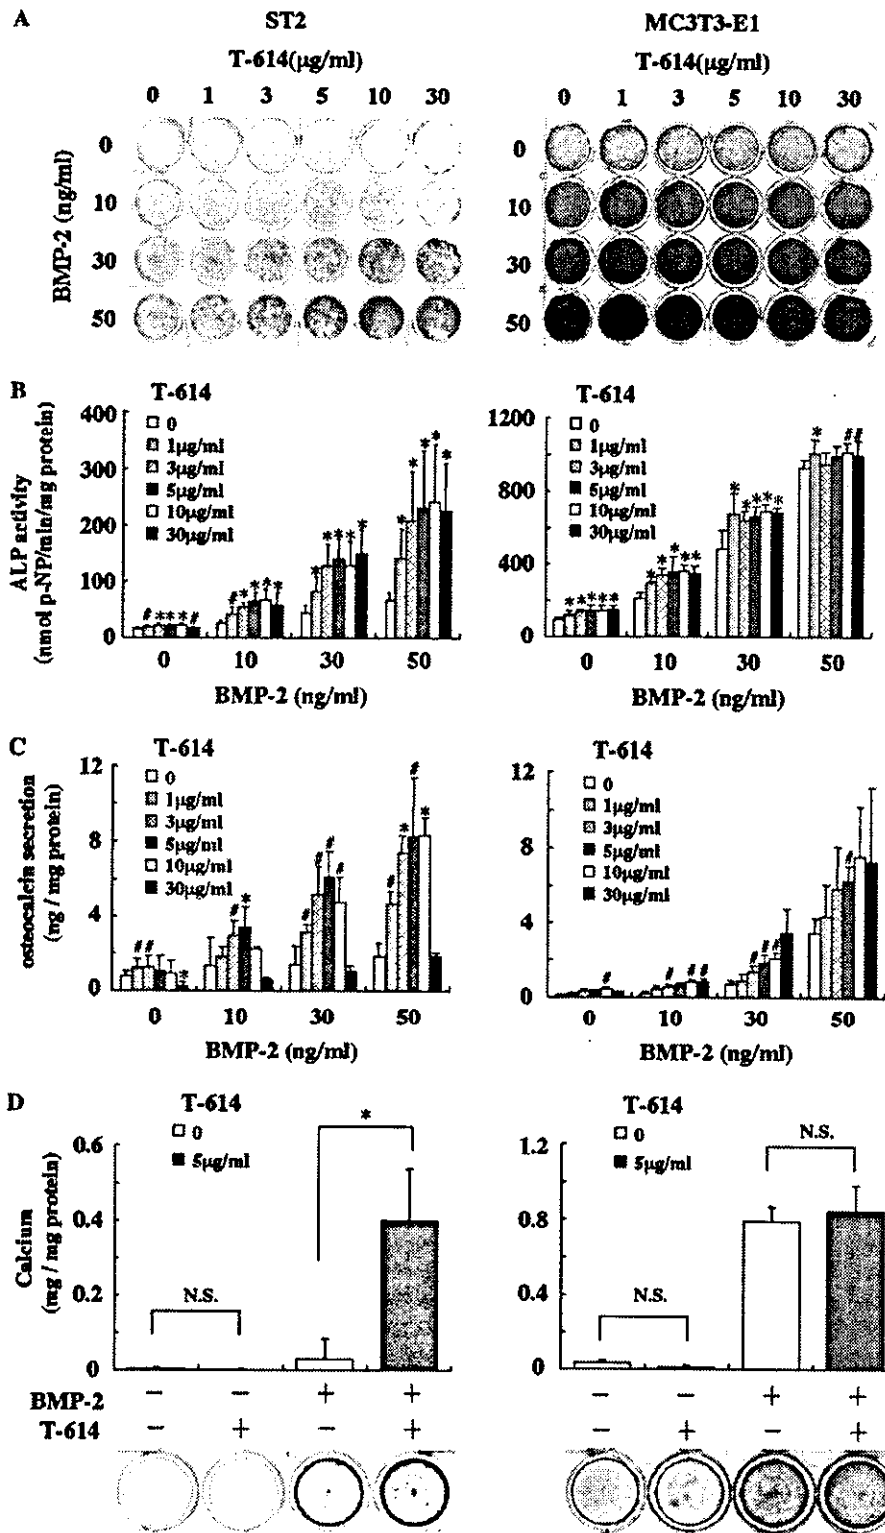 A
ST2
MC3T3-E1
T-614(μg/ml)
T-614(μg/ml)
0 1 3 5 10 30
0 1 3 5 10 30
BMP-2 (ng/ml)
0
10
30
50
0
10
30
50
B
ALP activity
(nmol p-NP/min/mg protein)
T-614
0
1μg/ml
3μg/ml
5μg/ml
10μg/ml
30μg/ml
400
300
200
100
0
# * * * #
# * * * *
* * * * *
* * * * *
0 10 30 50
BMP-2 (ng/ml)
T-614
0
1μg/ml
3μg/ml
5μg/ml
10μg/ml
30μg/ml
1200
800
400
0
* * * * *
* * * * *
* * * * *
* # #
0 10 30 50
BMP-2 (ng/ml)
C
osteocalcin secretion
(ng / mg protein)
T-614
0
1μg/ml
3μg/ml
5μg/ml
10μg/ml
30μg/ml
12
8
4
0
# # *
# *
# # # #
# * # *
0 10 30 50
BMP-2 (ng/ml)
T-614
0
1μg/ml
3μg/ml
5μg/ml
10μg/ml
30μg/ml
12
8
4
0
#
# # #
# # #
#
0 10 30 50
BMP-2 (ng/ml)
D
Calcium
(mg / mg protein)
T-614
0
5μg/ml
0.6
0.4
0.2
0
N.S.
*
T-614
0
5μg/ml
1.2
0.8
0.4
0
N.S.
N.S.
BMP-2 − − + + − − + +
T-614 − + − + − + − +